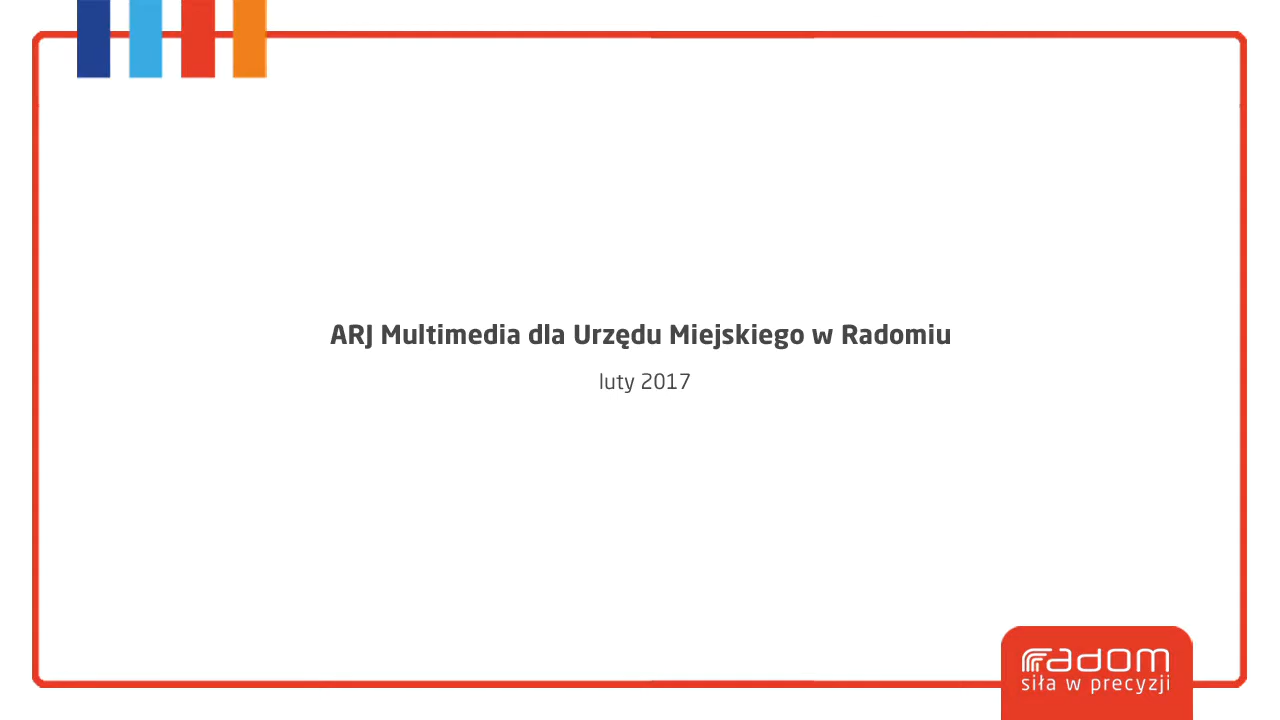 ARJ Multimedia dla Urzędu Miejskiego w Radomiu
luty 2017
radom
siła w precyzji